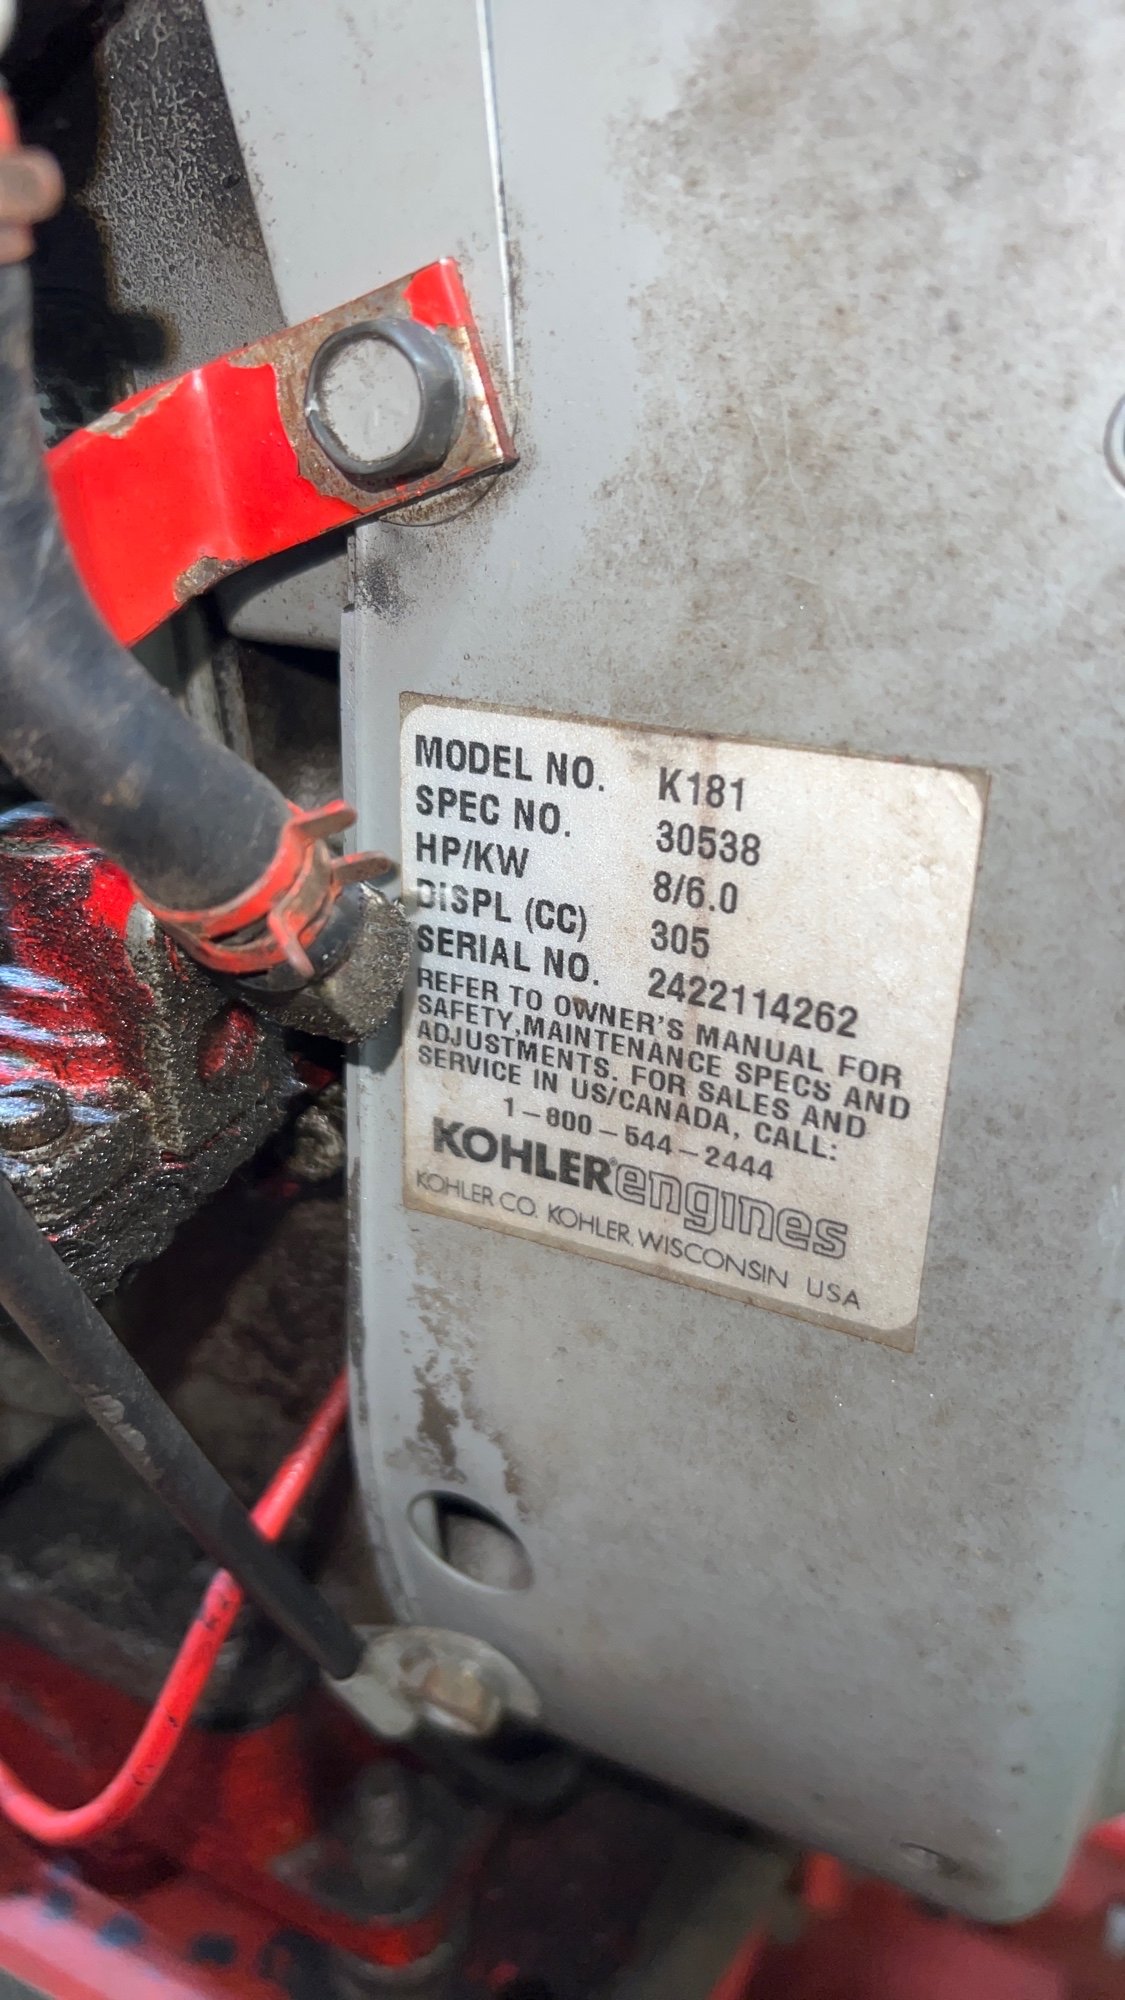 MODEL NO. K181
SPEC NO. 30538
HP/KW 8/6.0
DISPL (CC) 305
SERIAL NO. 2422114262
REFER TO OWNER'S MANUAL FOR
SAFETY,MAINTENANCE SPECS AND
ADJUSTMENTS. FOR SALES AND
SERVICE IN US/CANADA, CALL:
1-800-544-2444
KOHLER® engines
KOHLER CO. KOHLER, WISCONSIN USA